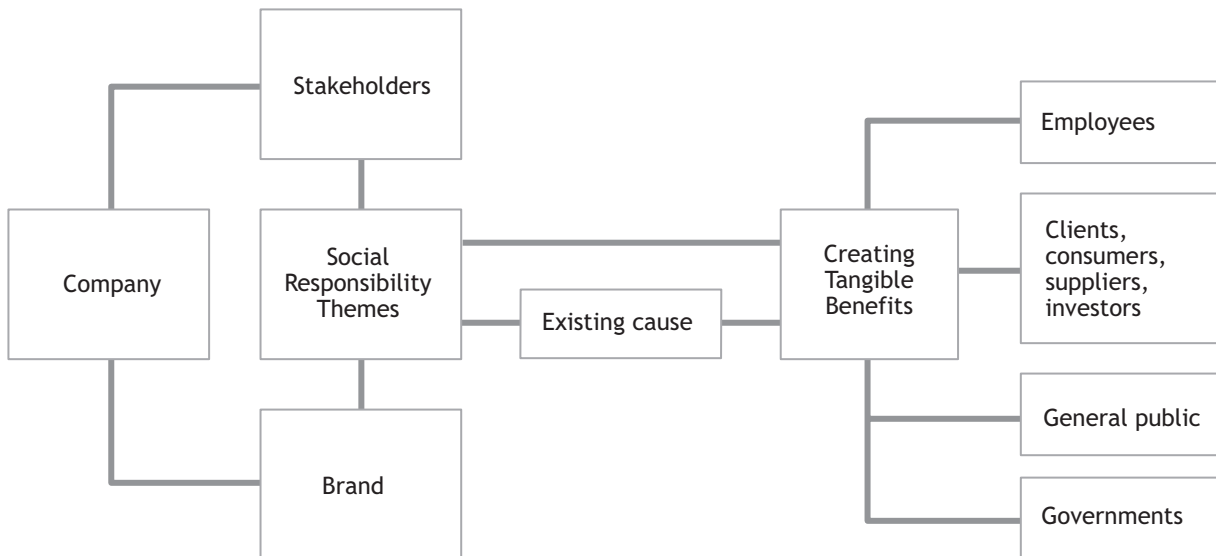 Stakeholders
Company
Social
Responsibility
Themes
Brand
Existing cause
Creating
Tangible
Benefits
Employees
Clients,
consumers,
suppliers,
investors
General public
Governments